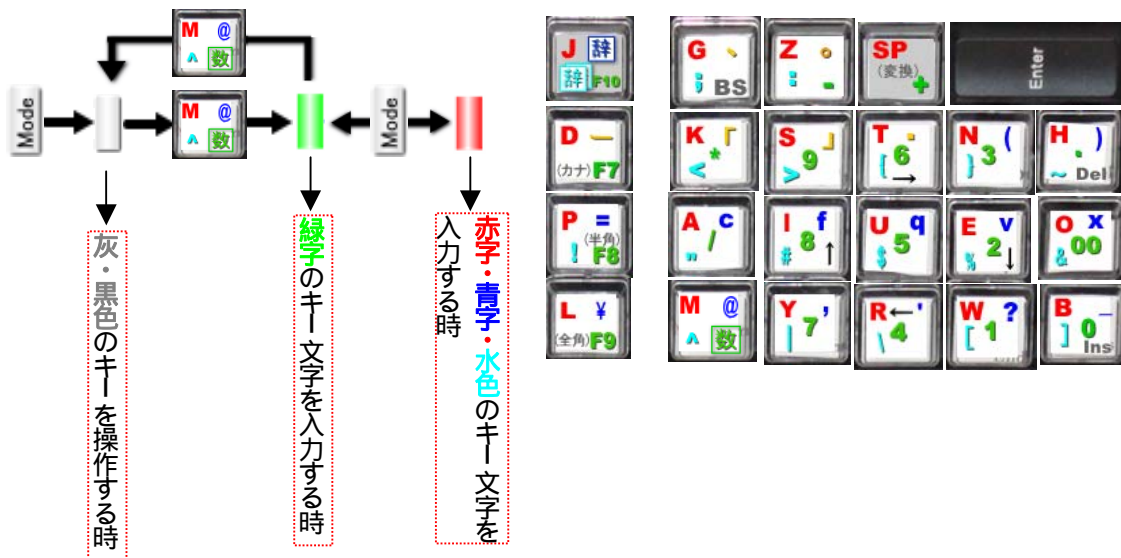 M @
^ 数
Mode
M @
^ 数
Mode
灰・黒色のキーを操作する時
緑字のキー文字を入力する時
赤字・青字・水色のキー文字を
入力する時
J 辞
辞 F10
G 、
; BS
Z 。
: -
SP
(変換)
+
Enter
D ー
(カナ) F7
K 「
< *
S 」
> 9
T ・
{ 6 →
N (
} 3
H )
~ . Del
P =
! (半角) F8
A c
" /
I f
# 8 ↑
U q
$ 5
E v
% 2 ↓
O x
& 00
L ¥
(全角) F9
M @
^ 数
Y ,
| 7
R ← '
\ 4
W ?
[ 1
B _
] 0 Ins